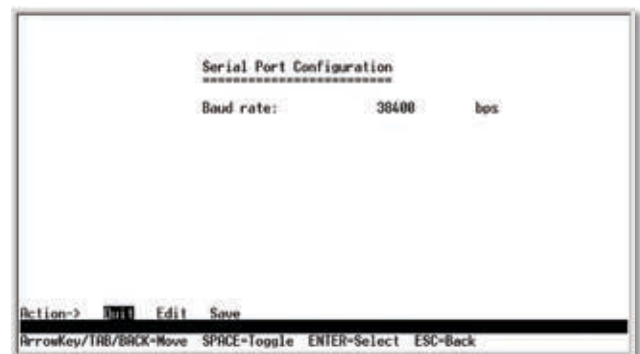 Serial Port Configuration
=========================
Baud rate: 38400 bps
Action-> Quit Edit Save
ArrowKey/TAB/BACK=Move SPACE=Toggle ENTER=Select ESC=Back